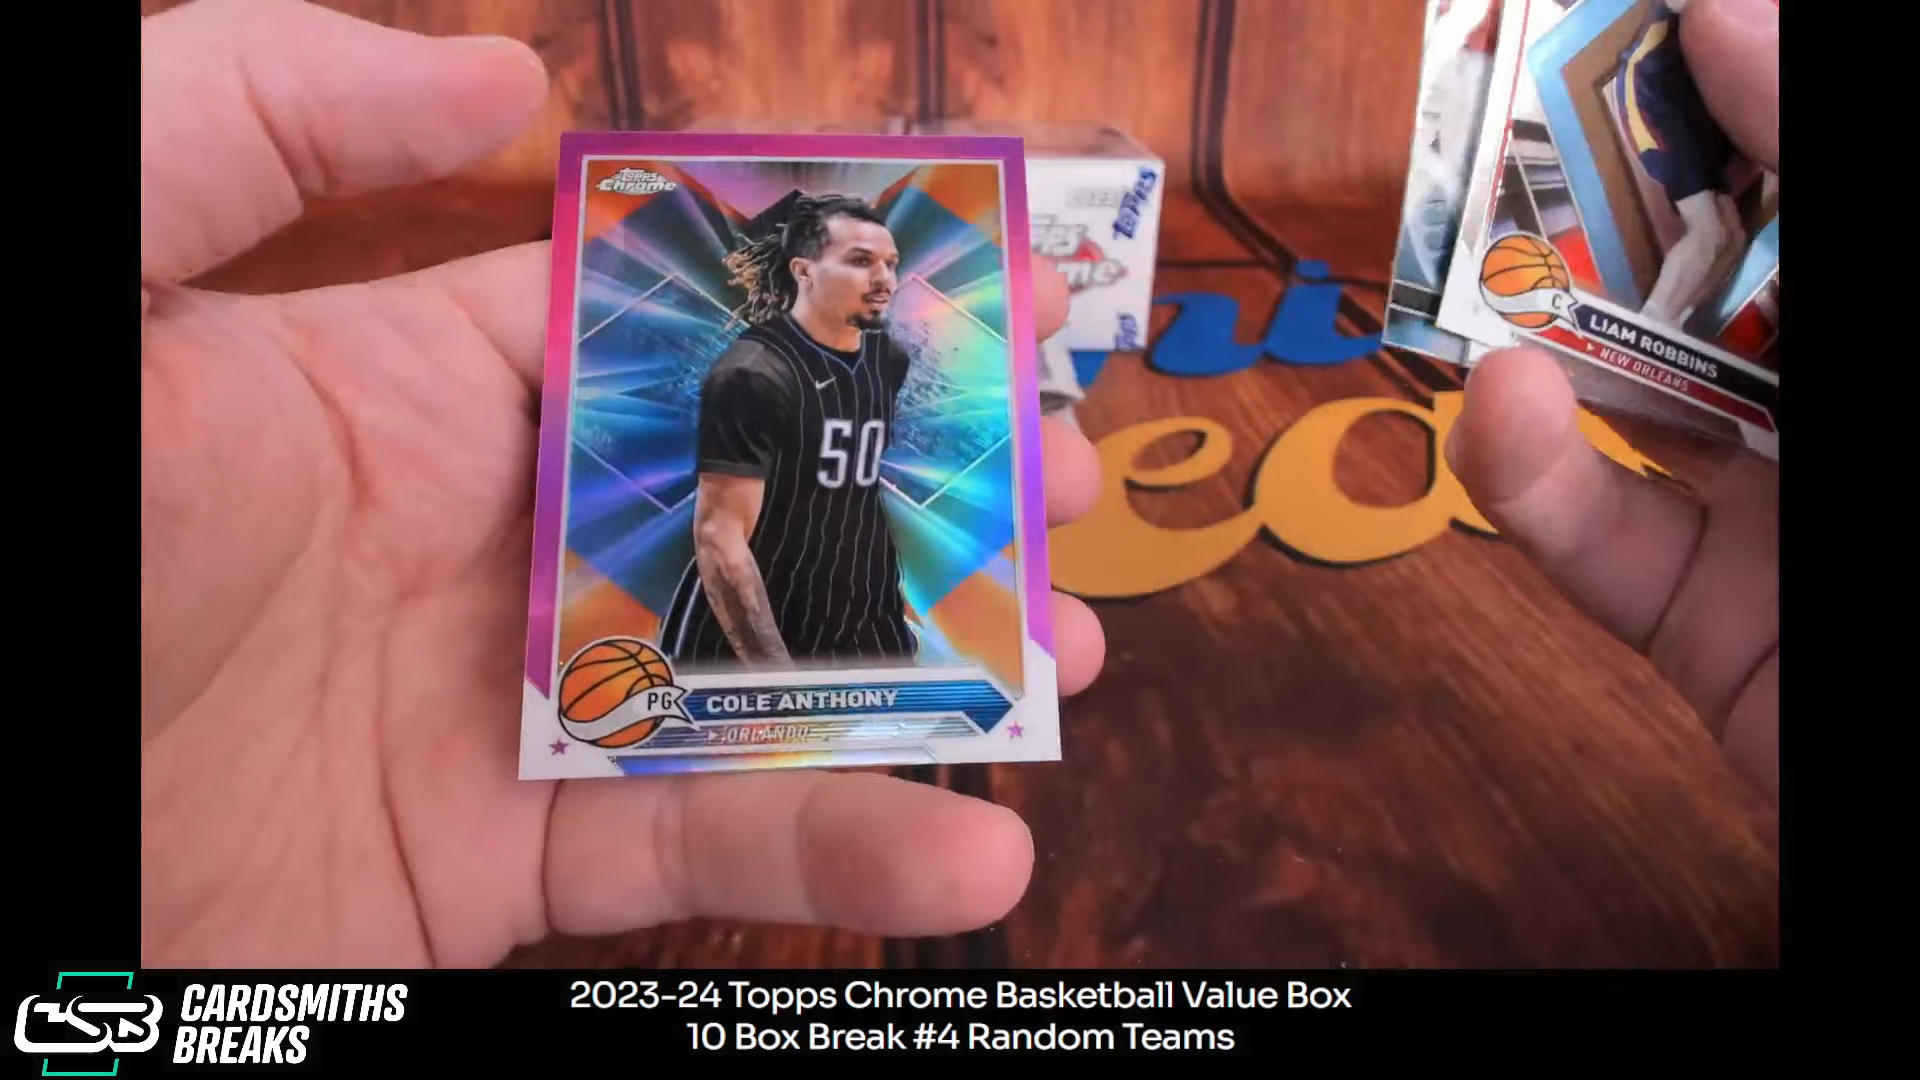 Topps
Chrome
50
PG
COLE ANTHONY
ORLANDO
Topps
C
LIAM ROBBINS
NEW ORLEANS
CARDSMITHS
BREAKS
2023-24 Topps Chrome Basketball Value Box
10 Box Break #4 Random Teams